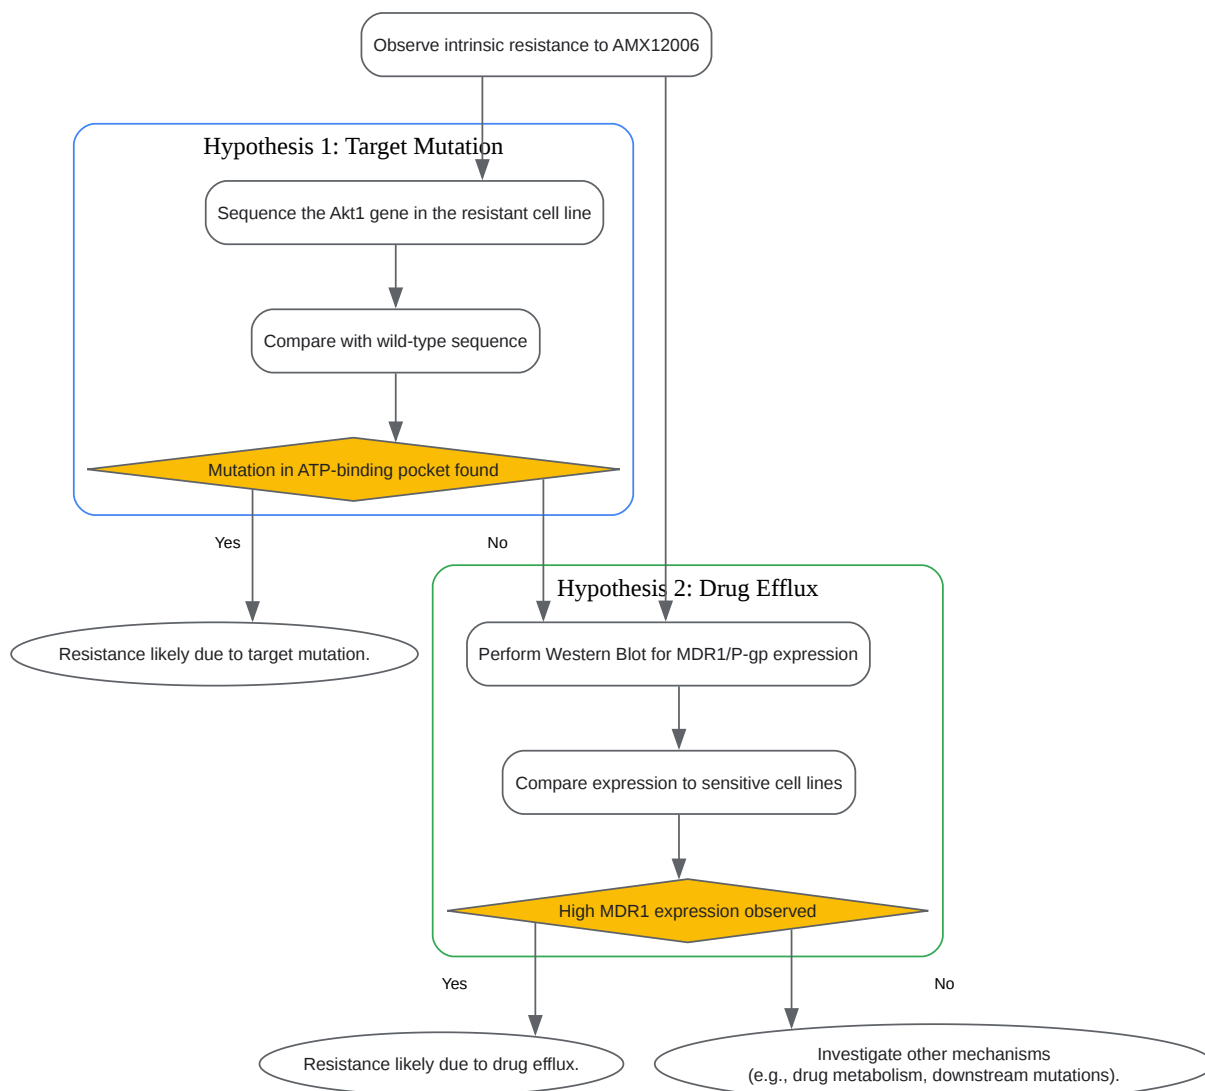 Observe intrinsic resistance to AMX12006
Hypothesis 1: Target Mutation
Sequence the Akt1 gene in the resistant cell line
Compare with wild-type sequence
Mutation in ATP-binding pocket found
Yes
No
Resistance likely due to target mutation.
Hypothesis 2: Drug Efflux
Perform Western Blot for MDR1/P-gp expression
Compare expression to sensitive cell lines
High MDR1 expression observed
Yes
No
Resistance likely due to drug efflux.
Investigate other mechanisms
(e.g., drug metabolism, downstream mutations).